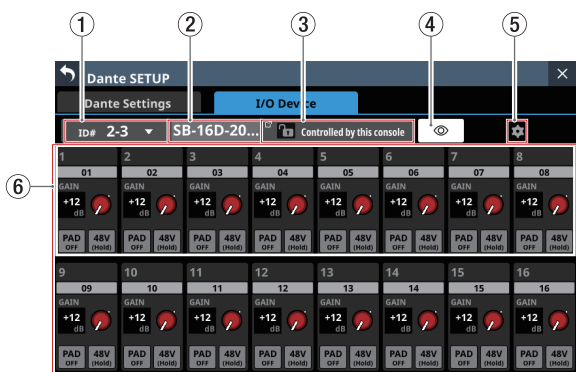 ① ② ③ ④ ⑤
Dante SETUP ×
Dante Settings I/O Device
ID# 2-3 SB-16D-20... Controlled by this console
⑥
1 2 3 4 5 6 7 8
01 02 03 04 05 06 07 08
GAIN GAIN GAIN GAIN GAIN GAIN GAIN GAIN
+12 +12 +12 +12 +12 +12 +12 +12
dB dB dB dB dB dB dB dB
PAD 48V PAD 48V PAD 48V PAD 48V PAD 48V PAD 48V PAD 48V PAD 48V
OFF (Hold) OFF (Hold) OFF (Hold) OFF (Hold) OFF (Hold) OFF (Hold) OFF (Hold) OFF (Hold)
9 10 11 12 13 14 15 16
09 10 11 12 13 14 15 16
GAIN GAIN GAIN GAIN GAIN GAIN GAIN GAIN
+12 +12 +12 +12 +12 +12 +12 +12
dB dB dB dB dB dB dB dB
PAD 48V PAD 48V PAD 48V PAD 48V PAD 48V PAD 48V PAD 48V PAD 48V
OFF (Hold) OFF (Hold) OFF (Hold) OFF (Hold) OFF (Hold) OFF (Hold) OFF (Hold) OFF (Hold)